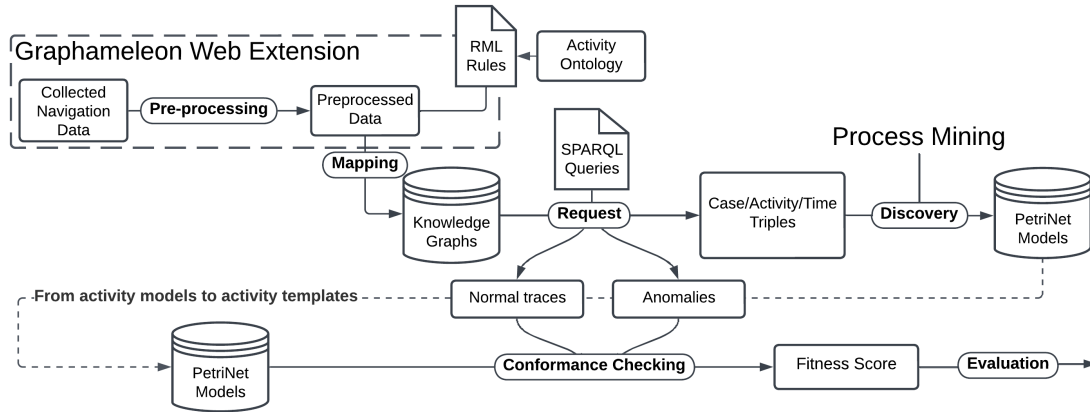 Graphameleon Web Extension
RML
Rules
Activity
Ontology
Collected
Navigation
Data
Pre-processing
Preprocessed
Data
Mapping
SPARQL
Queries
Process Mining
Knowledge
Graphs
Request
Case/Activity/Time
Triples
Discovery
PetriNet
Models
From activity models to activity templates
Normal traces
Anomalies
PetriNet
Models
Conformance Checking
Fitness Score
Evaluation